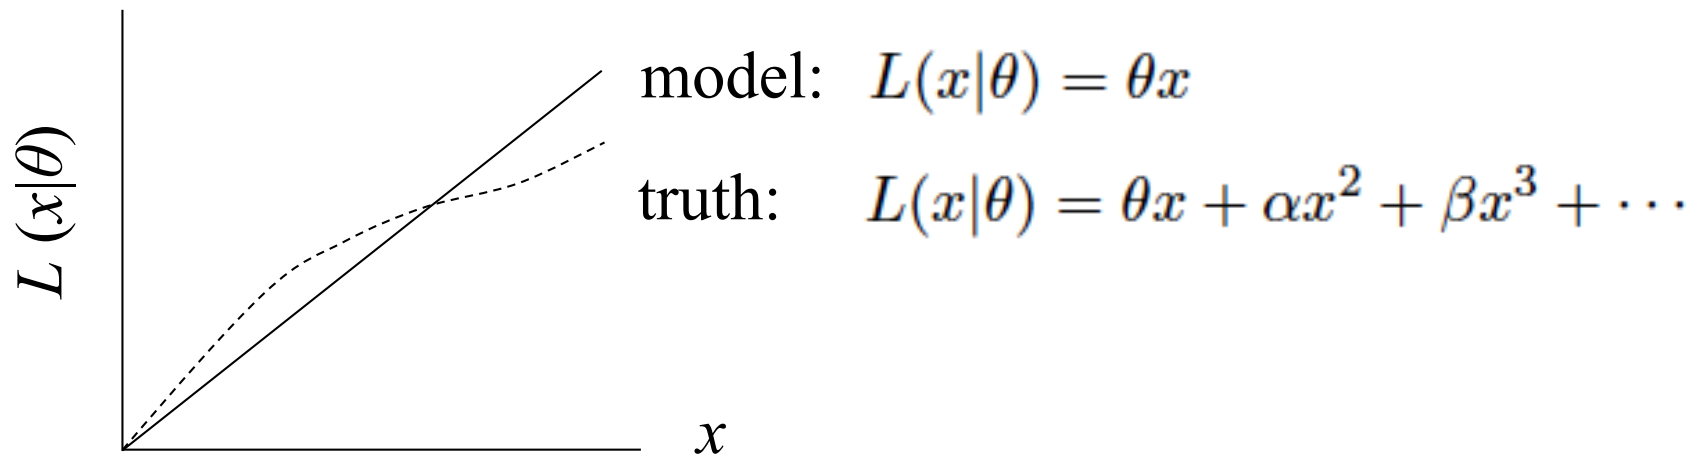 model: L(x|θ) = θx
truth: L(x|θ) = θx + αx² + βx³ + ⋯
L (x|θ)
x